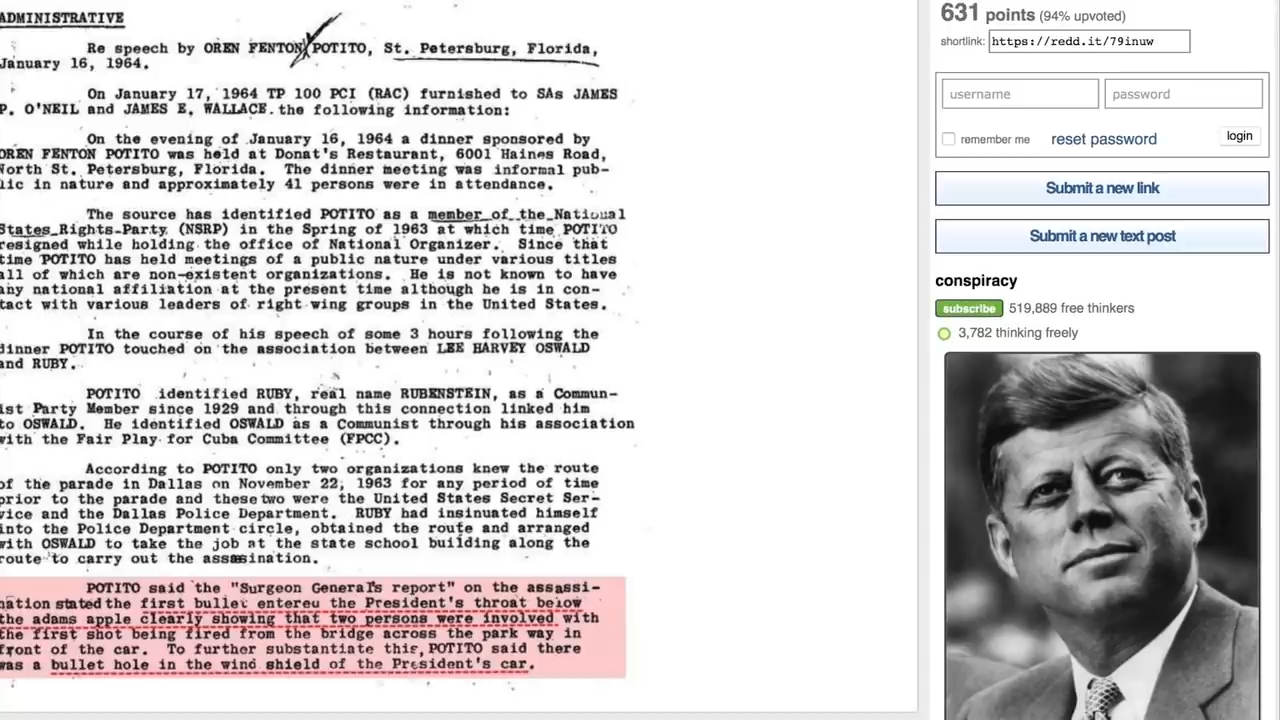 ADMINISTRATIVE
Re speech by OREN FENTON POTITO, St. Petersburg, Florida,
January 16, 1964.
On January 17, 1964 TP 100 PCI (RAC) furnished to SAs JAMES
P. O'NEIL and JAMES E. WALLACE the following information:
On the evening of January 16, 1964 a dinner sponsored by
OREN FENTON POTITO was held at Donat's Restaurant, 6001 Haines Road,
North St. Petersburg, Florida. The dinner meeting was informal pub-
lic in nature and approximately 41 persons were in attendance.
The source has identified POTITO as a member of the National
States Rights Party (NSRP) in the Spring of 1963 at which time POTITO
resigned while holding the office of National Organizer. Since that
time POTITO has held meetings of a public nature under various titles
all of which are non-existent organizations. He is not known to have
any national affiliation at the present time although he is in con-
tact with various leaders of right wing groups in the United States.
In the course of his speech of some 3 hours following the
dinner POTITO touched on the association between LEE HARVEY OSWALD
and RUBY.
POTITO identified RUBY, real name RUBENSTEIN, as a Commun-
ist Party Member since 1929 and through this connection linked him
to OSWALD. He identified OSWALD as a Communist through his association
with the Fair Play for Cuba Committee (FPCC).
According to POTITO only two organizations knew the route
of the parade in Dallas on November 22, 1963 for any period of time
prior to the parade and these two were the United States Secret Ser-
vice and the Dallas Police Department. RUBY had insinuated himself
into the Police Department circle, obtained the route and arranged
with OSWALD to take the job at the state school building along the
route to carry out the assasination.
POTITO said the "Surgeon General's report" on the assassi-
nation stated the first bullet entered the President's throat below
the adams apple clearly showing that two persons were involved with
the first shot being fired from the bridge across the park way in
front of the car. To further substantiate this, POTITO said there
was a bullet hole in the wind shield of the President's car.
631 points (94% upvoted)
shortlink: https://redd.it/79inuw
username password
remember me reset password login
Submit a new link
Submit a new text post
conspiracy
subscribe 519,889 free thinkers
3,782 thinking freely